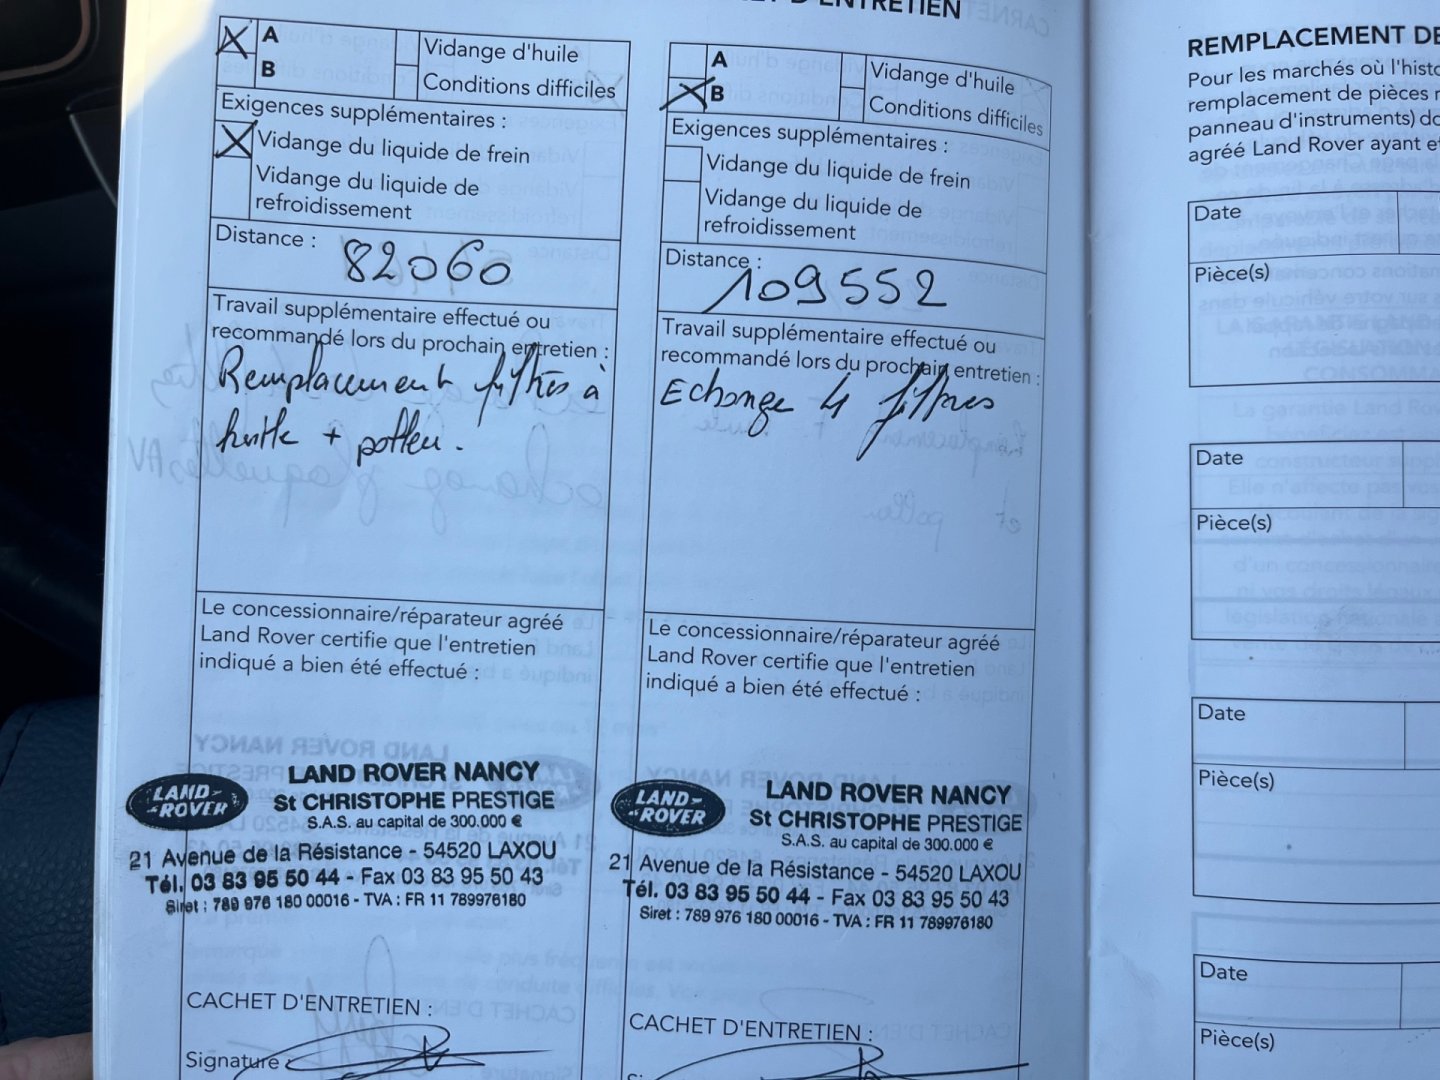 D'ENTRETIEN
A
B
Vidange d'huile
Conditions difficiles
Exigences supplémentaires :
Vidange du liquide de frein
Vidange du liquide de
refroidissement
Distance :
82060
Travail supplémentaire effectué ou
recommandé lors du prochain entretien :
Remplacement filtres à
huile + pollen.
Le concessionnaire/réparateur agréé
Land Rover certifie que l'entretien
indiqué a bien été effectué :
LAND-
-ROVER
LAND ROVER NANCY
St CHRISTOPHE PRESTIGE
S.A.S. au capital de 300.000 €
21 Avenue de la Résistance - 54520 LAXOU
Tél. 03 83 95 50 44 - Fax 03 83 95 50 43
Siret : 789 976 180 00016 - TVA : FR 11 789976180
CACHET D'ENTRETIEN :
Signature :
A
B
Vidange d'huile
Conditions difficiles
Exigences supplémentaires :
Vidange du liquide de frein
Vidange du liquide de
refroidissement
Distance :
109552
Travail supplémentaire effectué ou
recommandé lors du prochain entretien :
Echange 4 filtres
Le concessionnaire/réparateur agréé
Land Rover certifie que l'entretien
indiqué a bien été effectué :
LAND-
-ROVER
LAND ROVER NANCY
St CHRISTOPHE PRESTIGE
S.A.S. au capital de 300.000 €
21 Avenue de la Résistance - 54520 LAXOU
Tél. 03 83 95 50 44 - Fax 03 83 95 50 43
Siret : 789 976 180 00016 - TVA : FR 11 789976180
CACHET D'ENTRETIEN :
REMPLACEMENT DE
Pour les marchés où l'histo
remplacement de pièces
panneau d'instruments) do
agréé Land Rover ayant e
Date
Pièce(s)
Date
Pièce(s)
Date
Pièce(s)
Date
Pièce(s)